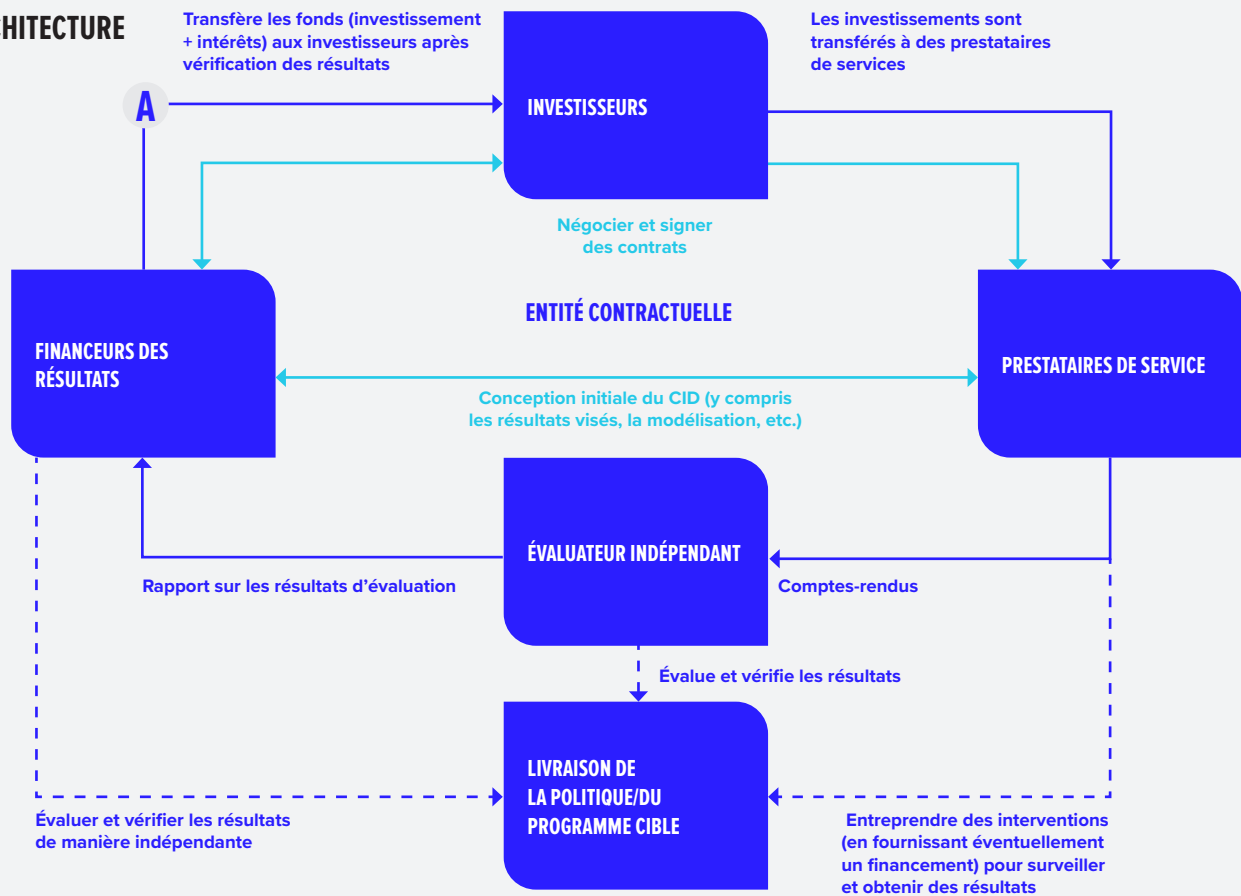 HITECTURE
Transfère les fonds (investissement
+ intérêts) aux investisseurs après
vérification des résultats
Les investissements sont
transférés à des prestataires
de services
A
INVESTISSEURS
Négocier et signer
des contrats
ENTITÉ CONTRACTUELLE
FINANCEURS DES
RÉSULTATS
PRESTATAIRES DE SERVICE
Conception initiale du CID (y compris
les résultats visés, la modélisation, etc.)
ÉVALUATEUR INDÉPENDANT
Rapport sur les résultats d’évaluation
Comptes-rendus
Évalue et vérifie les résultats
LIVRAISON DE
LA POLITIQUE/DU
PROGRAMME CIBLE
Évaluer et vérifier les résultats
de manière indépendante
Entreprendre des interventions
(en fournissant éventuellement
un financement) pour surveiller
et obtenir des résultats